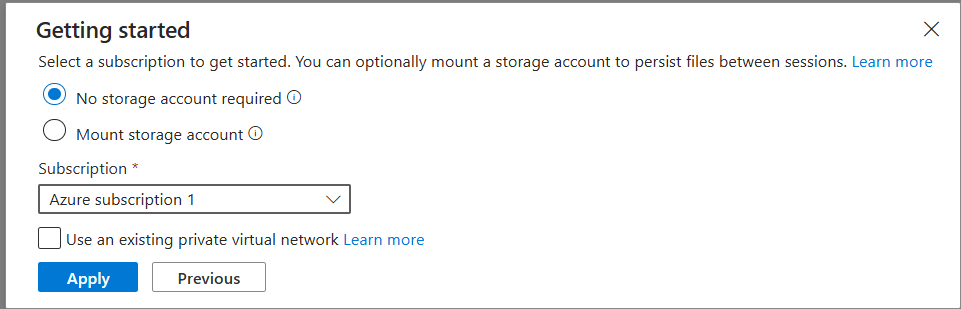 Getting started
Select a subscription to get started. You can optionally mount a storage account to persist files between sessions. Learn more
No storage account required
Mount storage account
Subscription *
Azure subscription 1
Use an existing private virtual network Learn more
Apply Previous